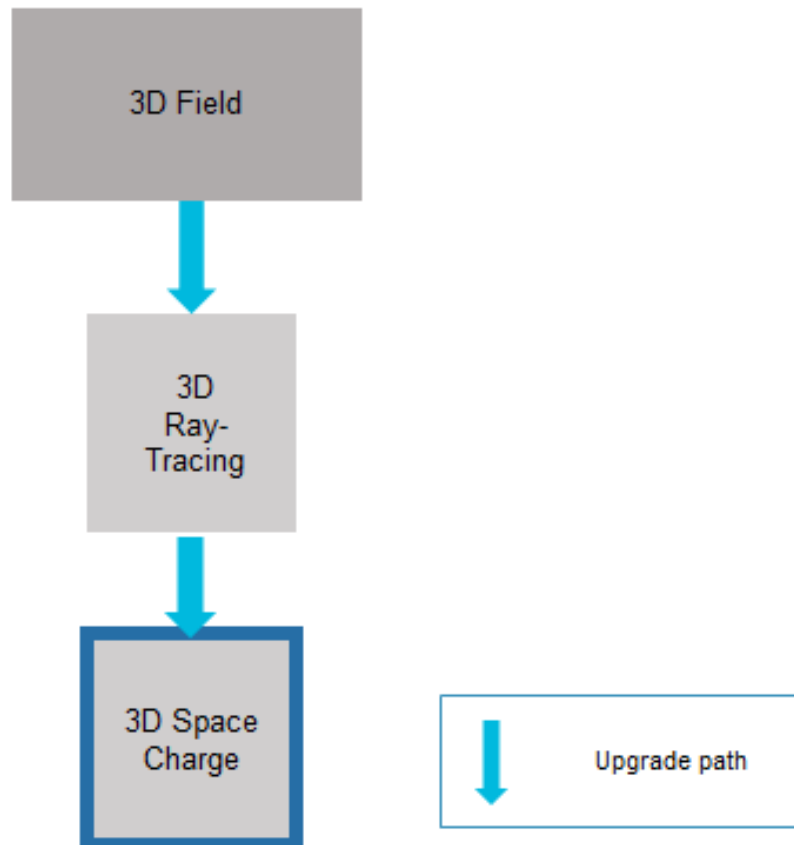 3D Field
3D
Ray-
Tracing
3D Space
Charge
Upgrade path